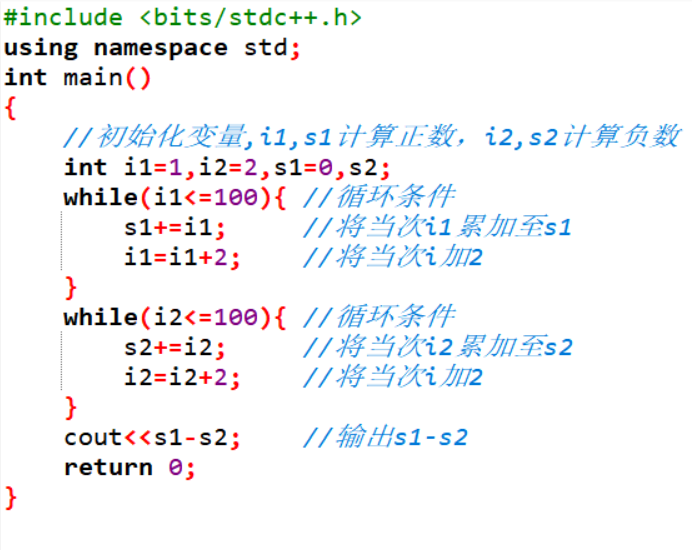 #include <bits/stdc++.h>
using namespace std;
int main()
{
    //初始化变量,i1,s1计算正数，i2,s2计算负数
    int i1=1,i2=2,s1=0,s2;
    while(i1<=100){ //循环条件
        s1+=i1;     //将当次i1累加至s1
        i1=i1+2;    //将当次i加2
    }
    while(i2<=100){ //循环条件
        s2+=i2;     //将当次i2累加至s2
        i2=i2+2;    //将当次i加2
    }
    cout<<s1-s2;    //输出s1-s2
    return 0;
}